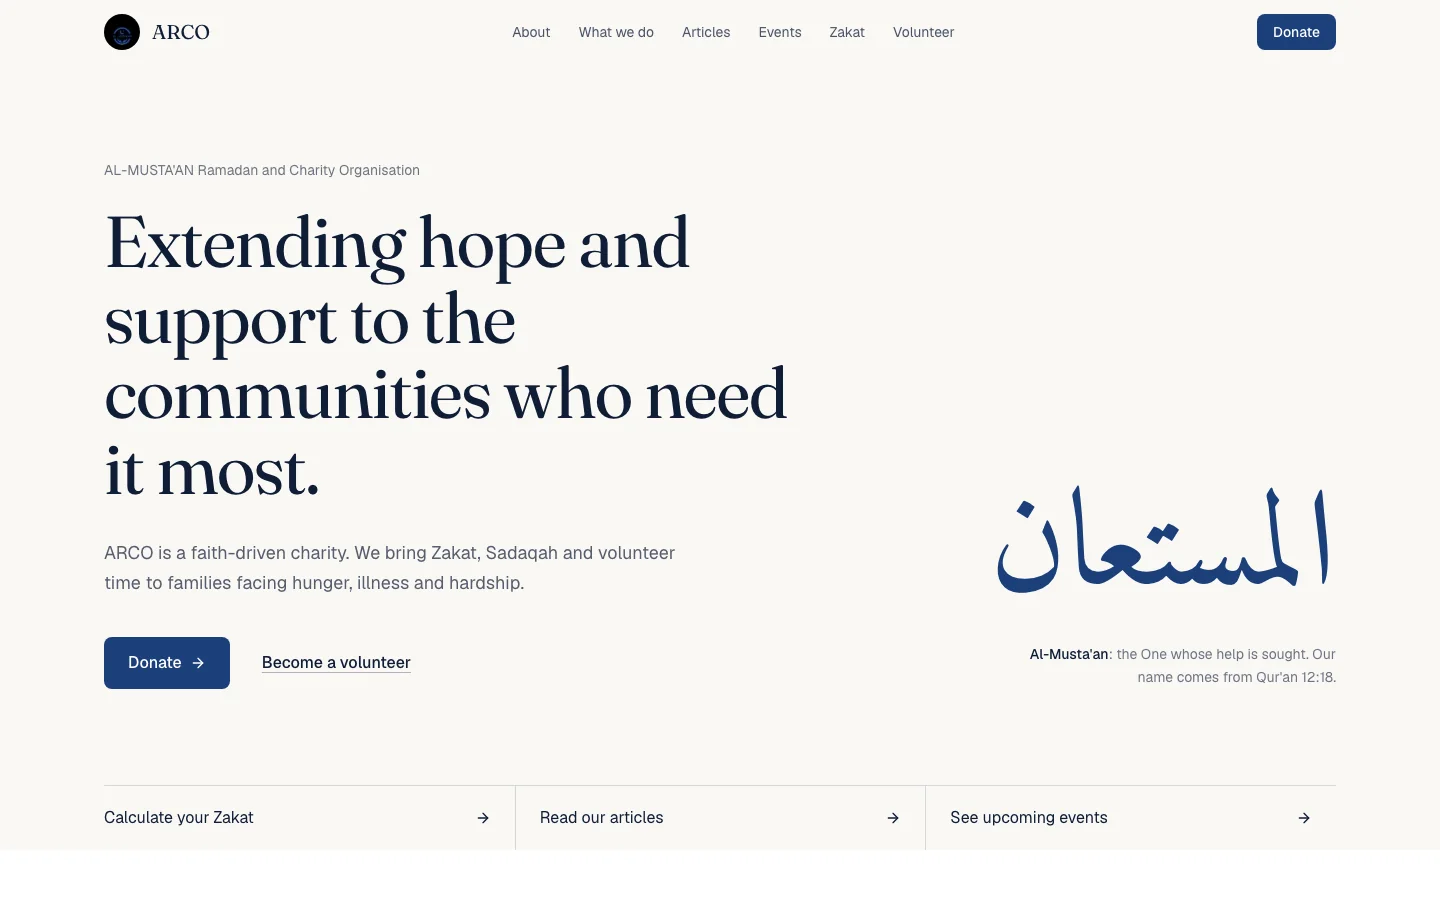 ARCO
About
What we do
Articles
Events
Zakat
Volunteer
Donate
AL-MUSTA'AN Ramadan and Charity Organisation
Extending hope and
support to the
communities who need
it most.
ARCO is a faith-driven charity. We bring Zakat, Sadaqah and volunteer
time to families facing hunger, illness and hardship.
Donate →
Become a volunteer
المستعان
Al-Musta'an: the One whose help is sought. Our
name comes from Qur'an 12:18.
Calculate your Zakat →
Read our articles →
See upcoming events →